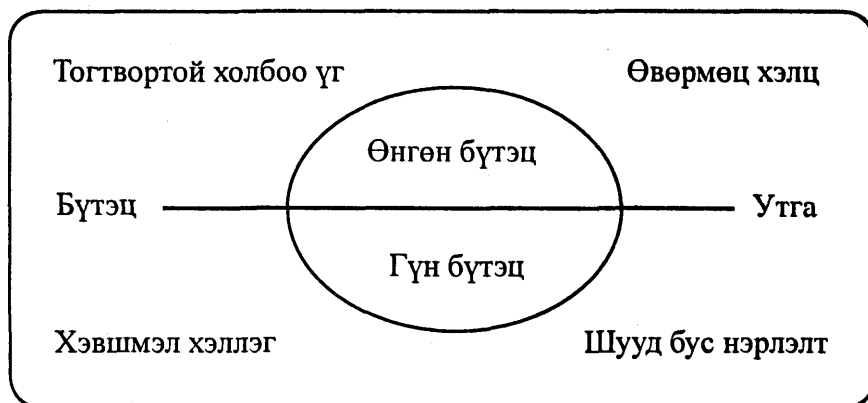 Тогтвортой холбоо үг Өвөрмөц хэлц
Өнгөн бүтэц
Бүтэц Утга
Гүн бүтэц
Хэвшмэл хэллэг Шууд бус нэрлэлт